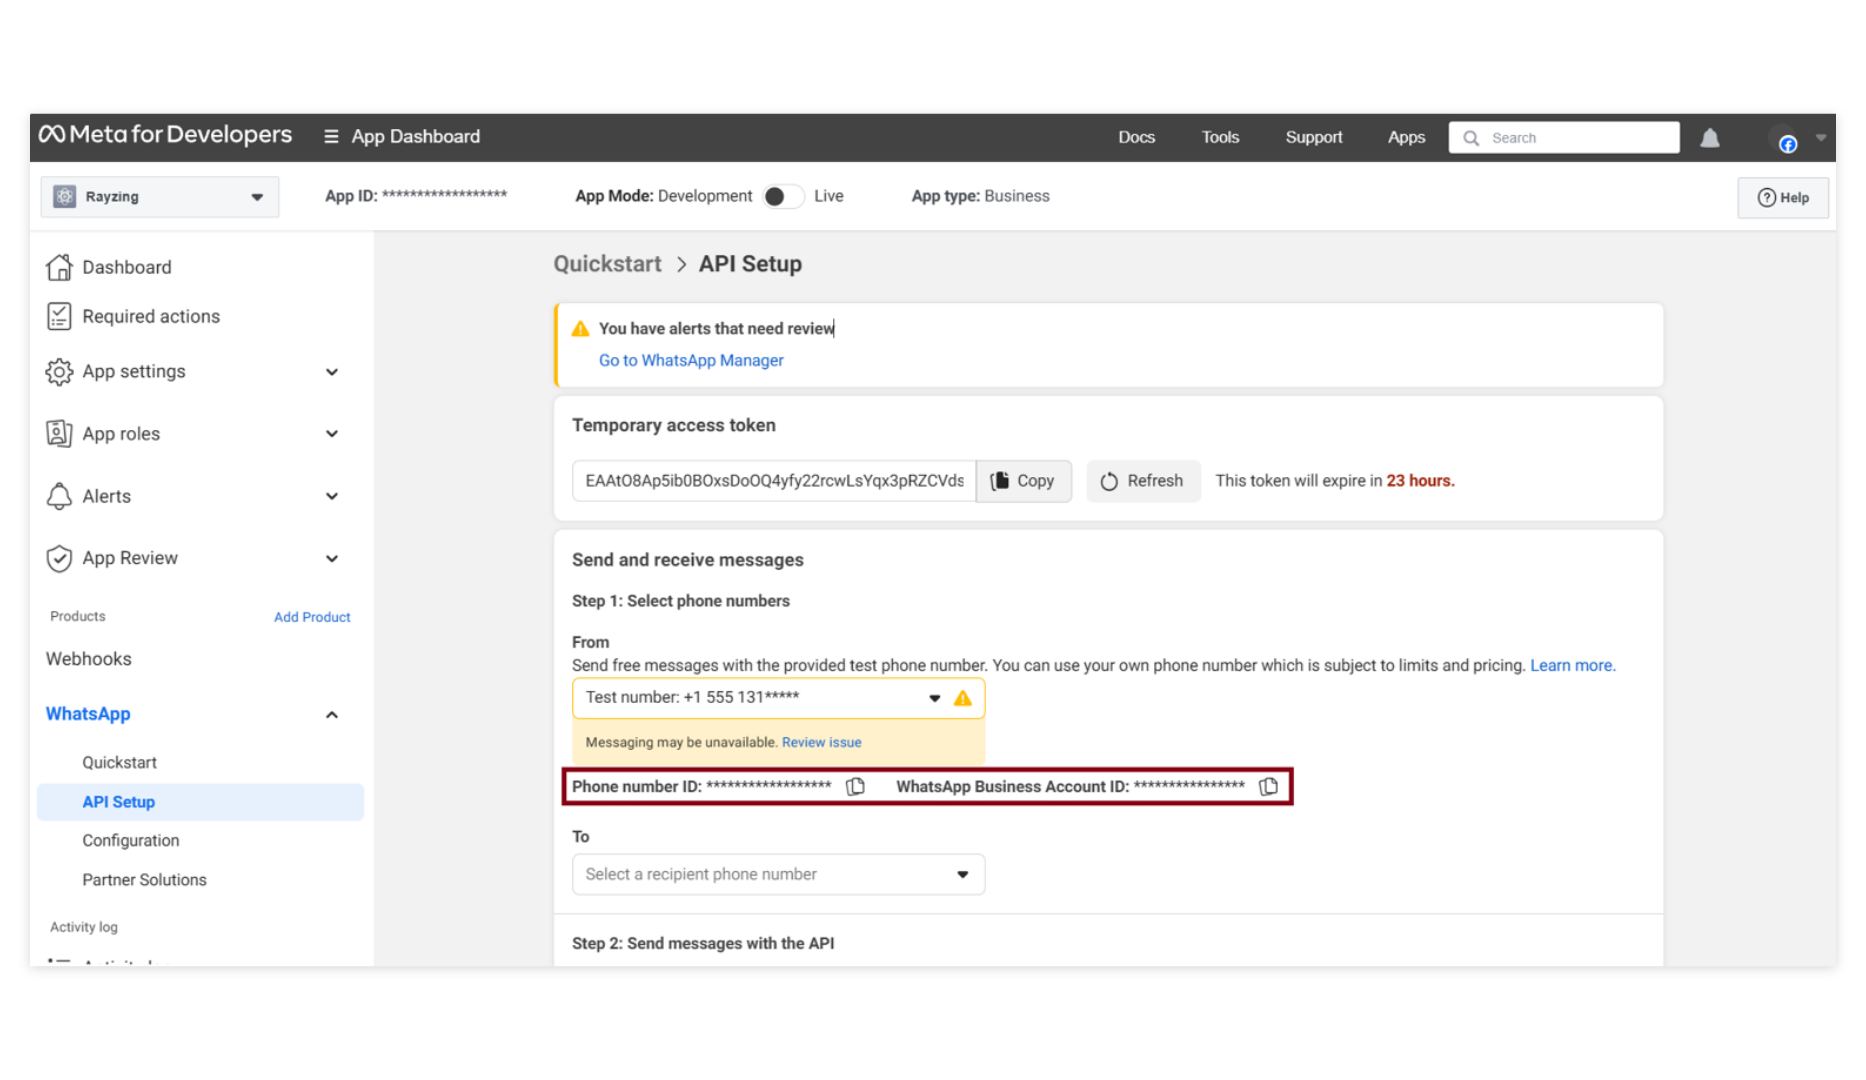 Meta for Developers
App Dashboard
Docs
Tools
Support
Apps
Search
Rayzing
App ID: ******************
App Mode: Development
Live
App type: Business
Help
Dashboard
Required actions
App settings
App roles
Alerts
App Review
Products
Add Product
Webhooks
WhatsApp
Quickstart
API Setup
Configuration
Partner Solutions
Activity log
Quickstart > API Setup
You have alerts that need review
Go to WhatsApp Manager
Temporary access token
EAAtO8Ap5ib0BOxsDoOQ4yfy22rcwLsYqx3pRZCVds
Copy
Refresh
This token will expire in 23 hours.
Send and receive messages
Step 1: Select phone numbers
From
Send free messages with the provided test phone number. You can use your own phone number which is subject to limits and pricing. Learn more.
Test number: +1 555 131*****
Messaging may be unavailable. Review issue
Phone number ID: ******************
WhatsApp Business Account ID: ****************
To
Select a recipient phone number
Step 2: Send messages with the API